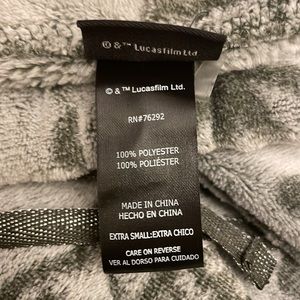 © & ™ Lucasfilm Ltd.
© & ™ Lucasfilm Ltd.
RN#76292
100% POLYESTER
100% POLIÉSTER
MADE IN CHINA
HECHO EN CHINA
EXTRA SMALL:EXTRA CHICO
CARE ON REVERSE
VER AL DORSO PARA CUIDADO